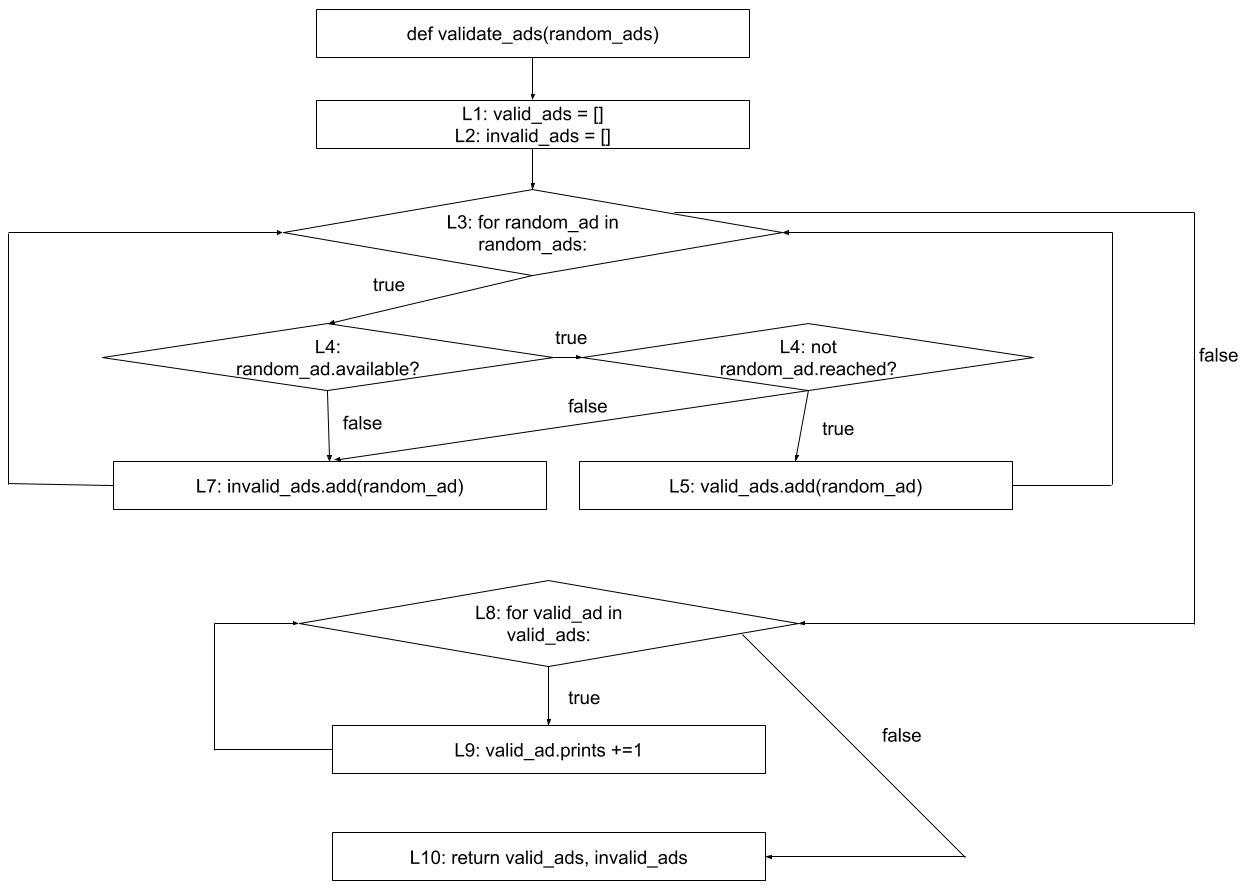 def validate_ads(random_ads)
L1: valid_ads = []
L2: invalid_ads = []
L3: for random_ad in
random_ads:
true
false
L4:
random_ad.available?
true
L4: not
random_ad.reached?
false
false
true
L7: invalid_ads.add(random_ad)
L5: valid_ads.add(random_ad)
L8: for valid_ad in
valid_ads:
true
false
L9: valid_ad.prints +=1
L10: return valid_ads, invalid_ads